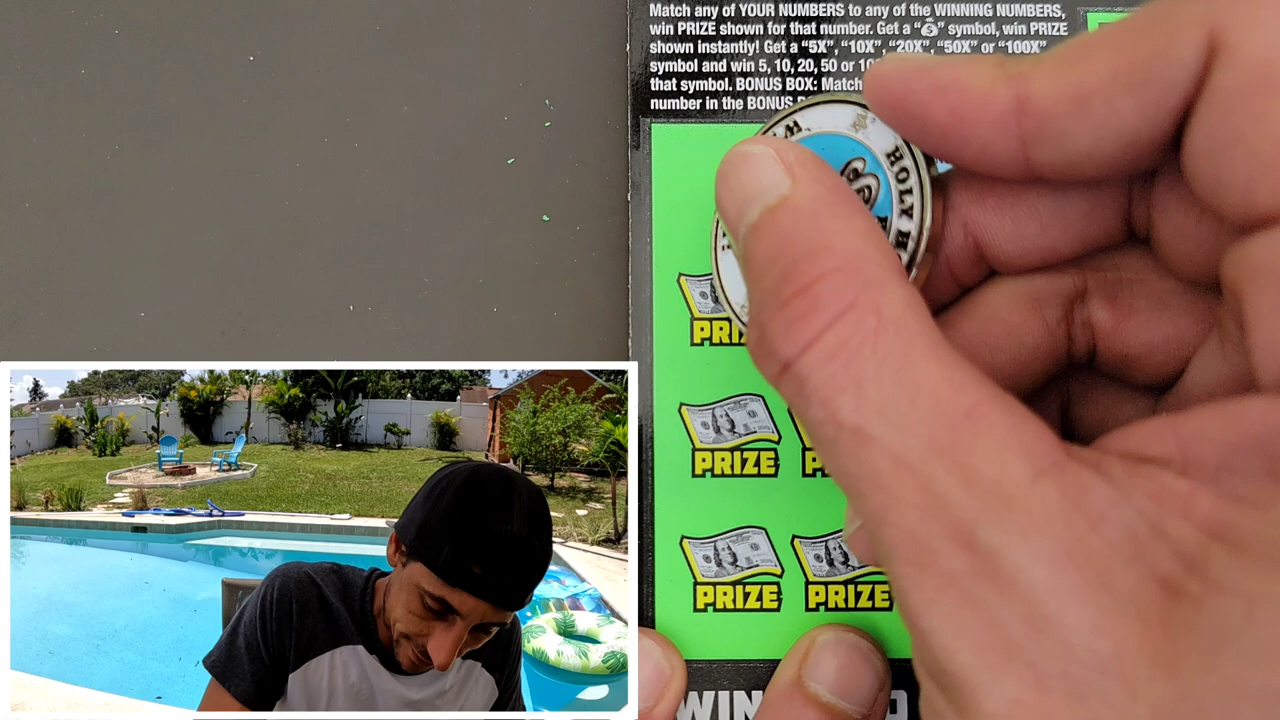 Match any of YOUR NUMBERS to any of the WINNING NUMBERS,
win PRIZE shown for that number. Get a “$” symbol, win PRIZE
shown instantly! Get a “5X”, “10X”, “20X”, “50X” or “100X”
symbol and win 5, 10, 20, 50 or
that symbol. BONUS BOX: Match
number in the BONUS
HOLY
PRIZE
PRIZE
PRIZE
WIN